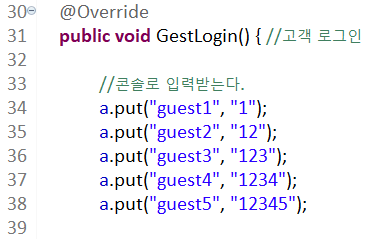 30 @Override
31 public void GestLogin() { //고객 로그인
32
33 //콘솔로 입력받는다.
34 a.put("guest1", "1");
35 a.put("guest2", "12");
36 a.put("guest3", "123");
37 a.put("guest4", "1234");
38 a.put("guest5", "12345");
39